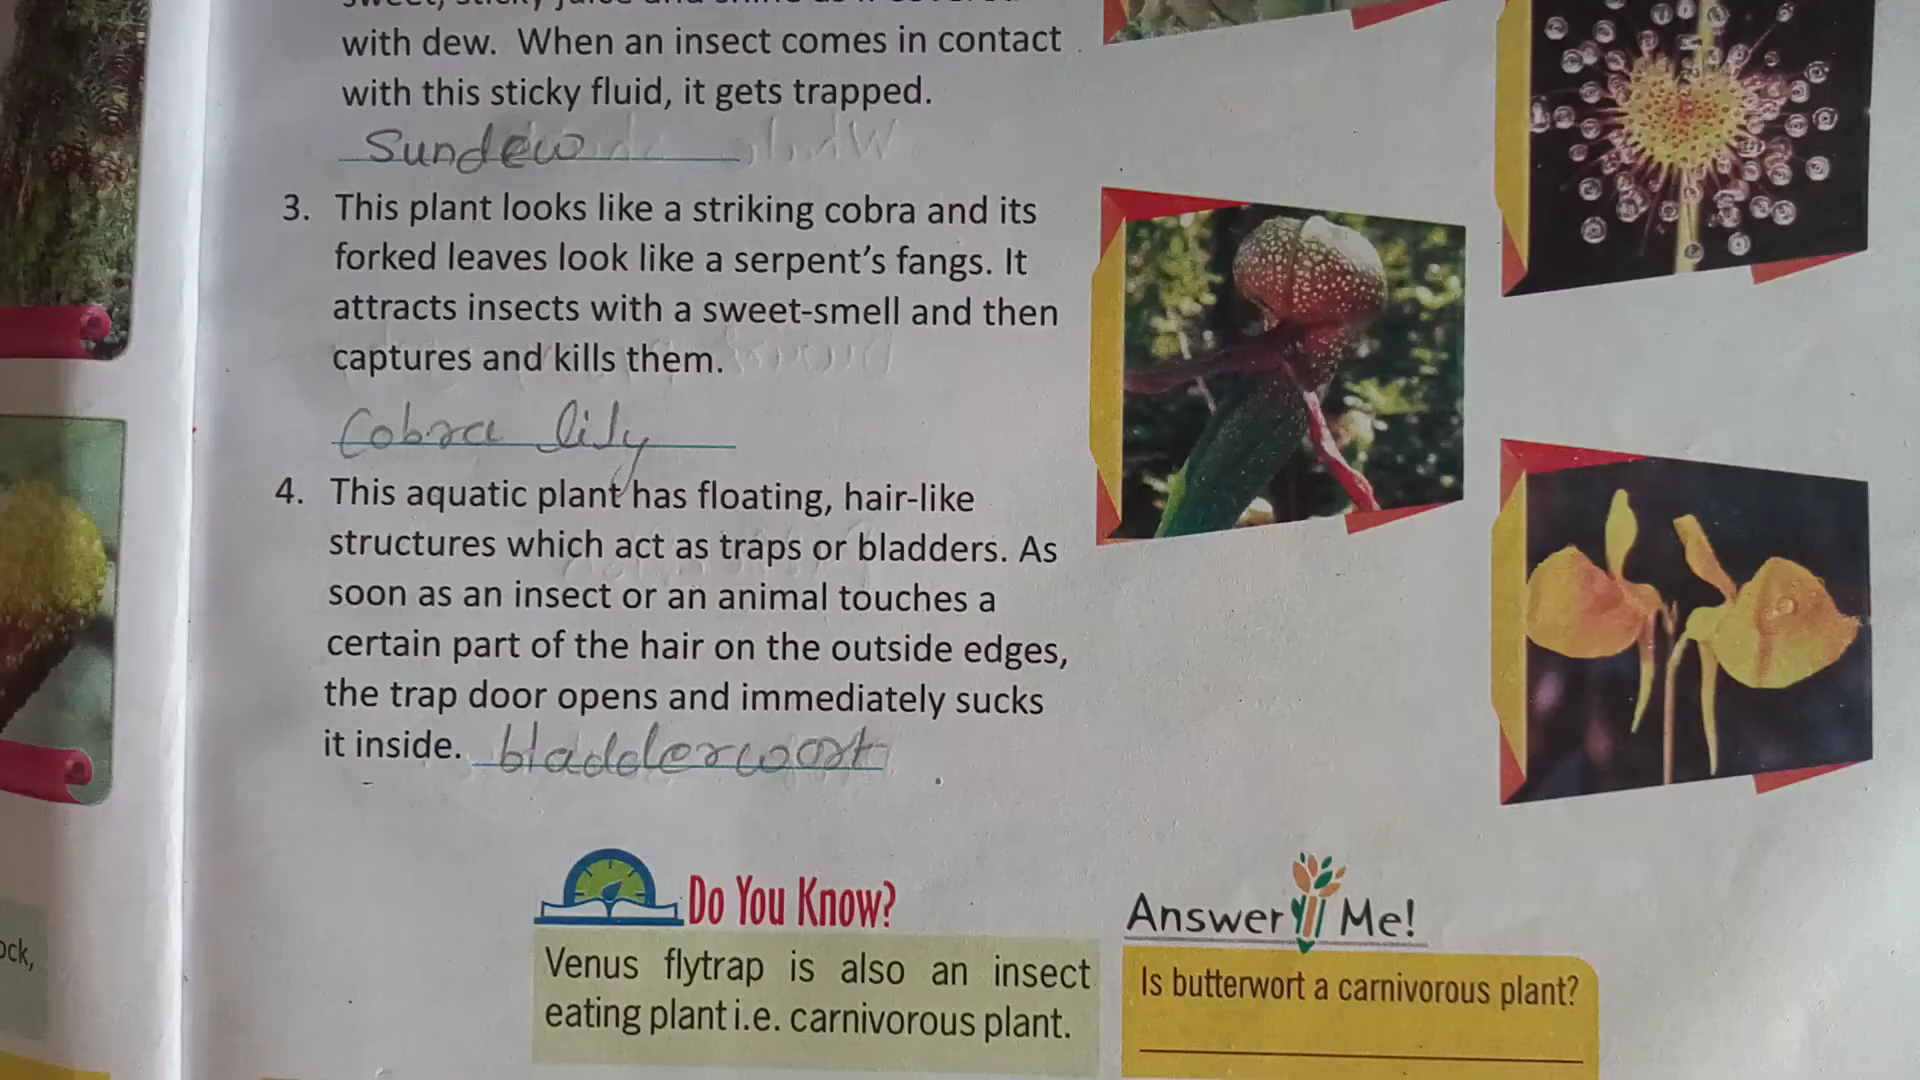 with dew. When an insect comes in contact
with this sticky fluid, it gets trapped.
Sundew
3. This plant looks like a striking cobra and its
forked leaves look like a serpent's fangs. It
attracts insects with a sweet-smell and then
captures and kills them.
Cobra lily
4. This aquatic plant has floating, hair-like
structures which act as traps or bladders. As
soon as an insect or an animal touches a
certain part of the hair on the outside edges,
the trap door opens and immediately sucks
it inside. bladderwort
Do You Know?
Venus flytrap is also an insect
eating plant i.e. carnivorous plant.
Answer Me!
Is butterwort a carnivorous plant?